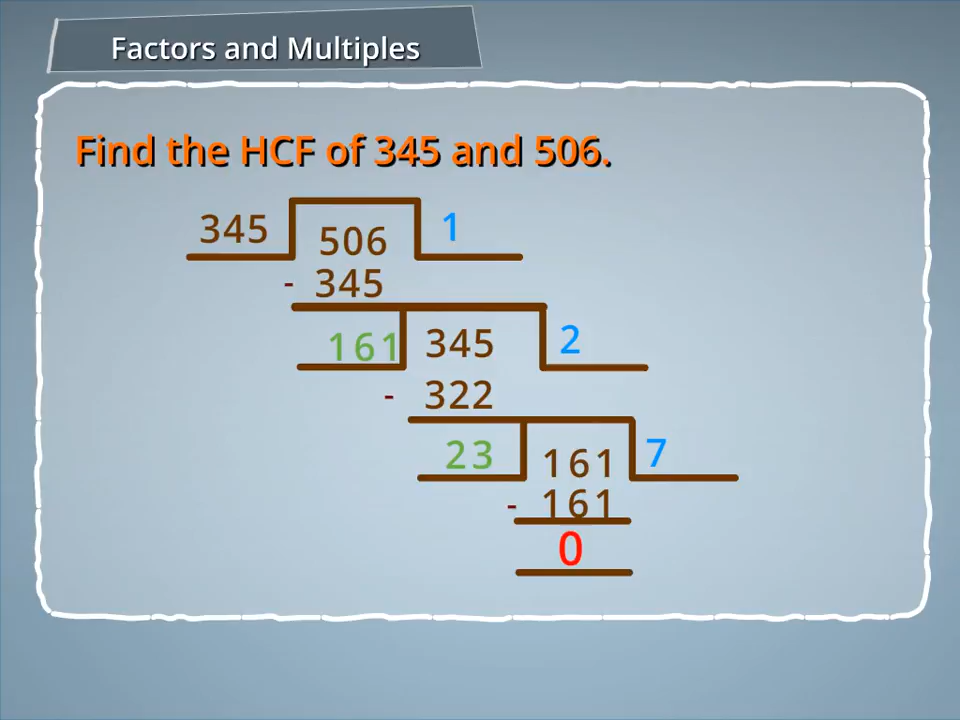 Factors and Multiples
Find the HCF of 345 and 506.
345 506 1
- 345
161 345 2
- 322
23 161 7
- 161
0